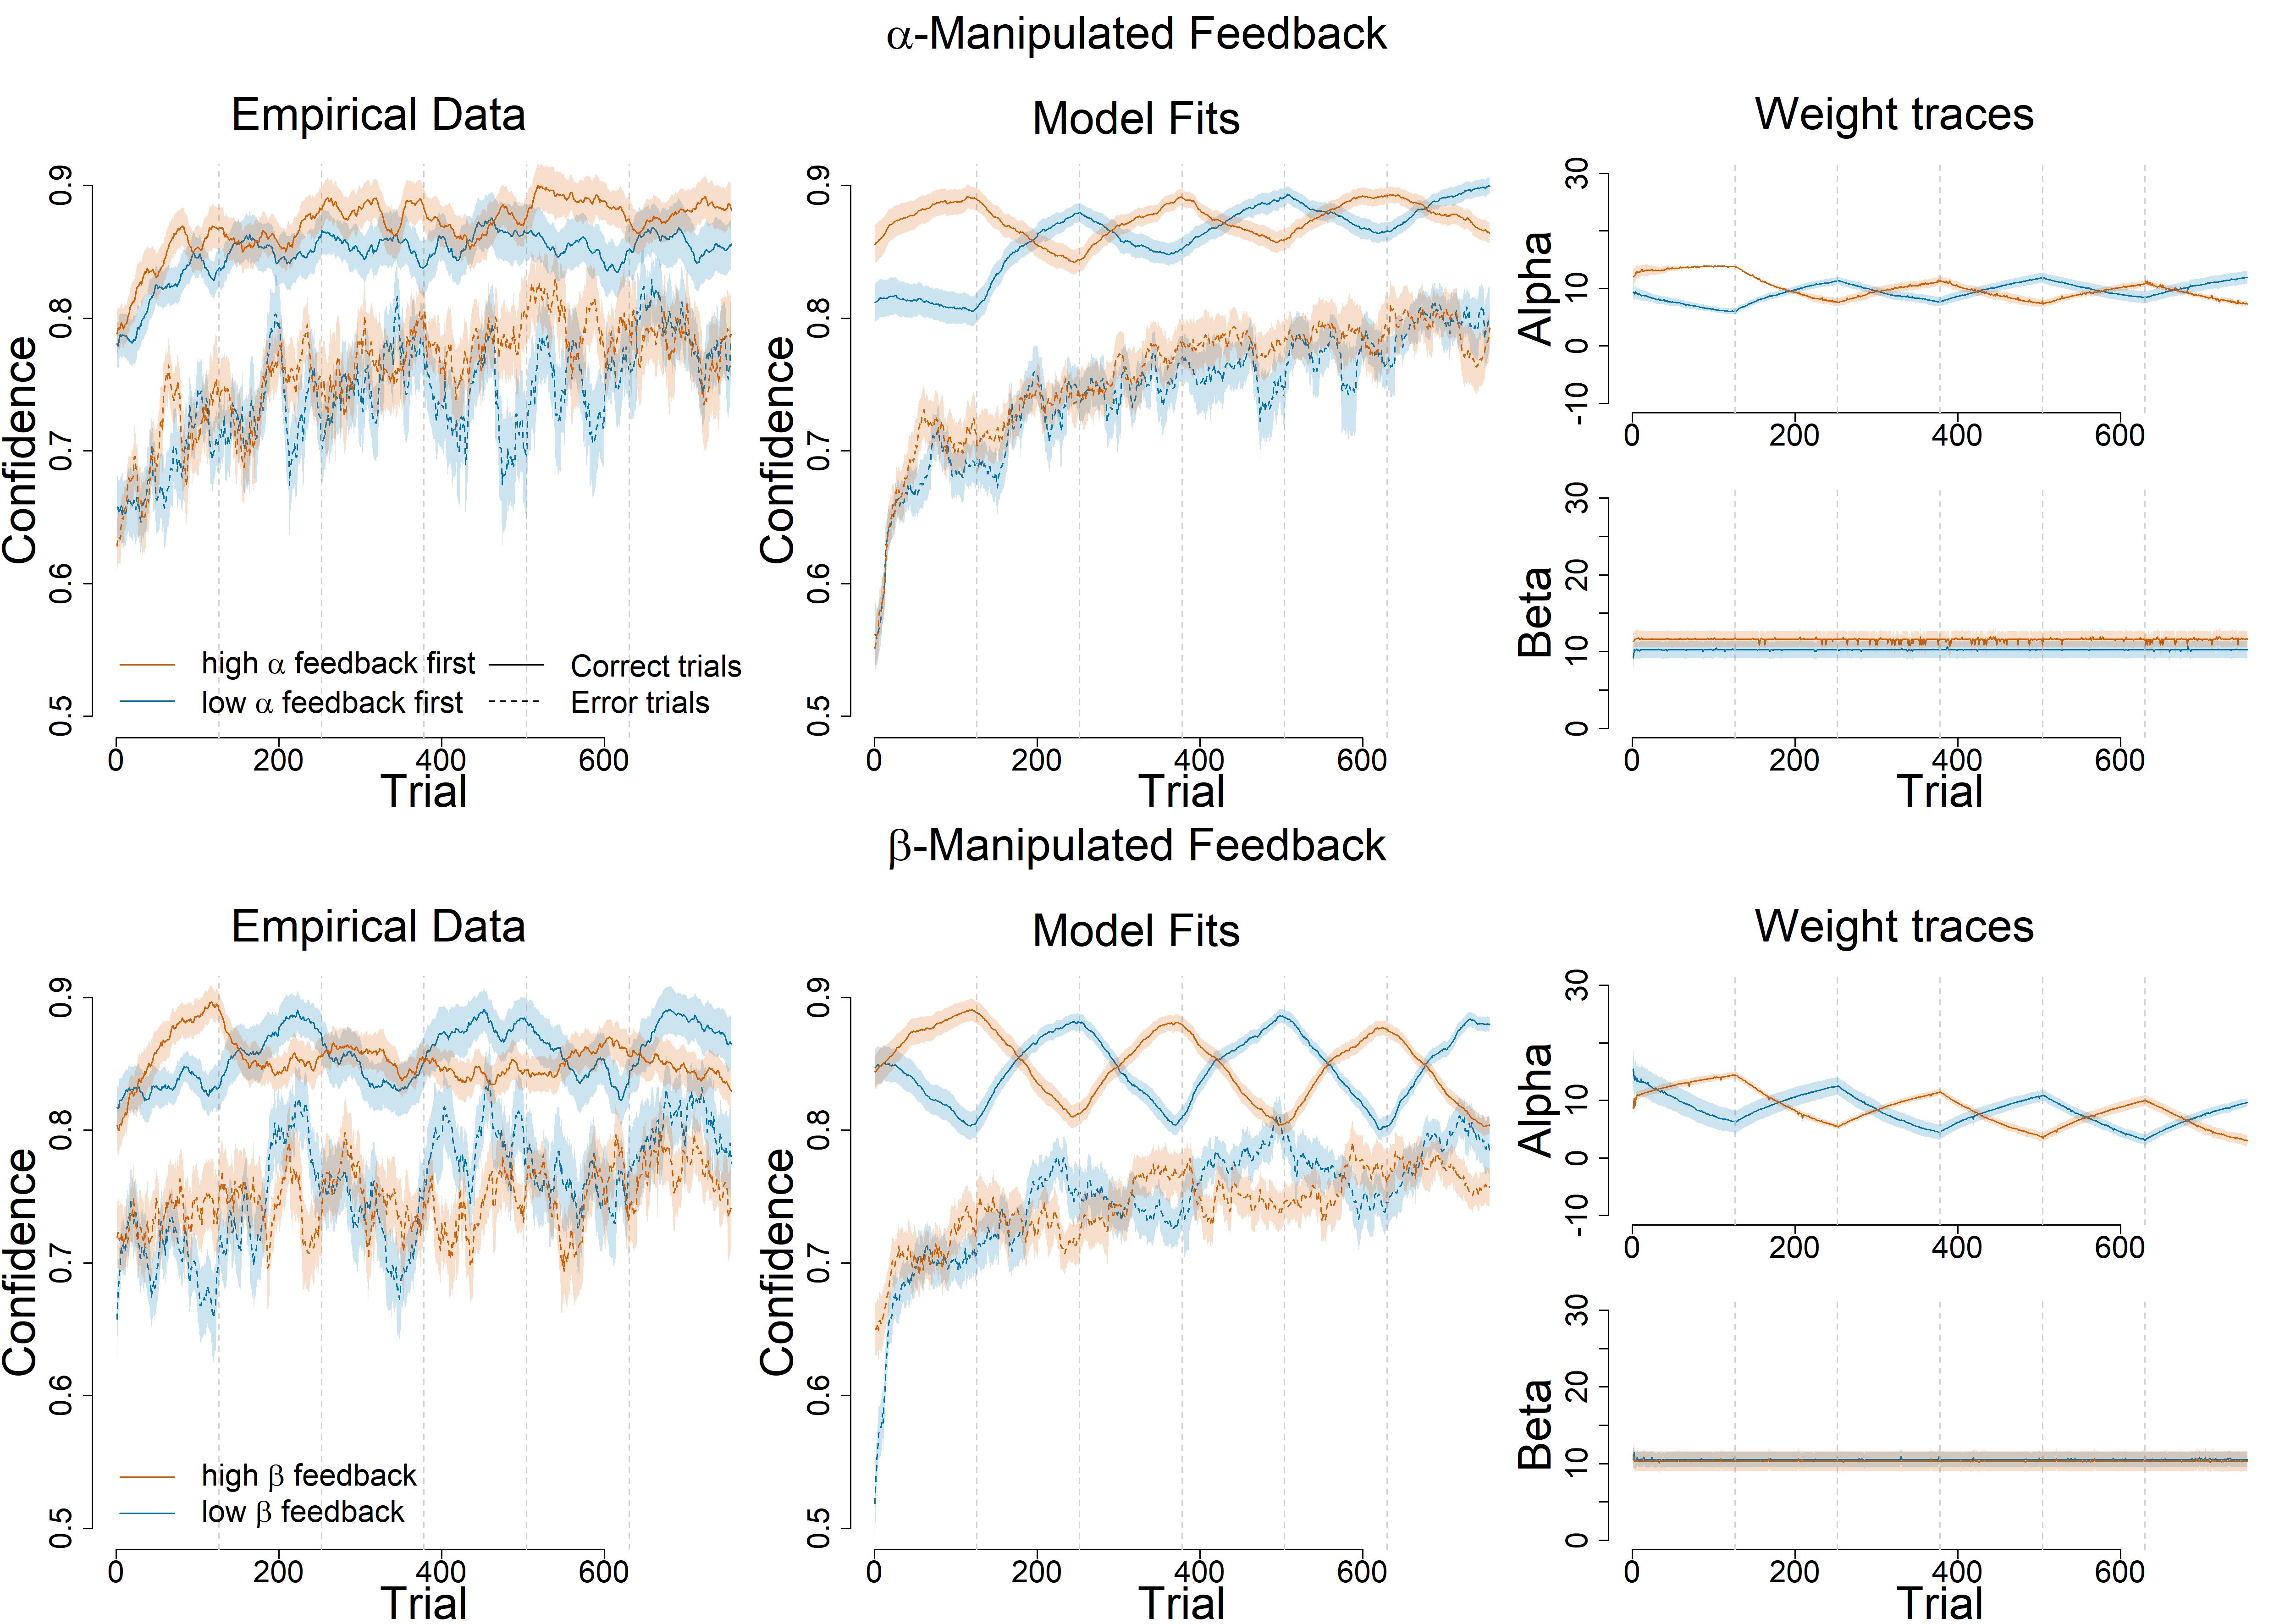 α-Manipulated Feedback
Empirical Data
Model Fits
Weight traces
Confidence
0.5 0.6 0.7 0.8 0.9
high α feedback first
low α feedback first
Correct trials
Error trials
0 200 400 600
Trial
Confidence
0.5 0.6 0.7 0.8 0.9
0 200 400 600
Trial
Alpha
-10 0 10 30
0 200 400 600
Beta
0 10 20 30
0 200 400 600
Trial
β-Manipulated Feedback
Empirical Data
Model Fits
Weight traces
Confidence
0.5 0.6 0.7 0.8 0.9
high β feedback
low β feedback
0 200 400 600
Trial
Confidence
0.5 0.6 0.7 0.8 0.9
0 200 400 600
Trial
Alpha
-10 0 10 30
0 200 400 600
Beta
0 10 20 30
0 200 400 600
Trial